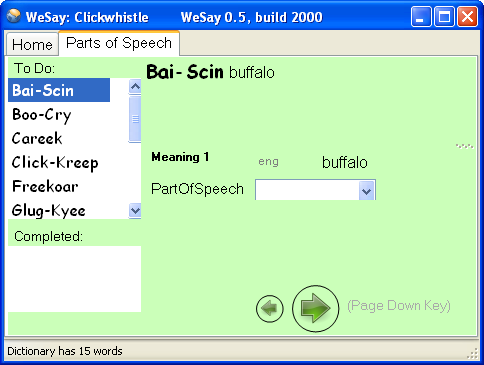 WeSay: Clickwhistle WeSay 0.5, build 2000
Home Parts of Speech
To Do:
Bai-Scin
Boo-Cry
Careek
Click-Kreep
Freekoar
Glug-Kyee
Completed:
Bai-Scin buffalo
Meaning 1 eng buffalo
PartOfSpeech
(Page Down Key)
Dictionary has 15 words